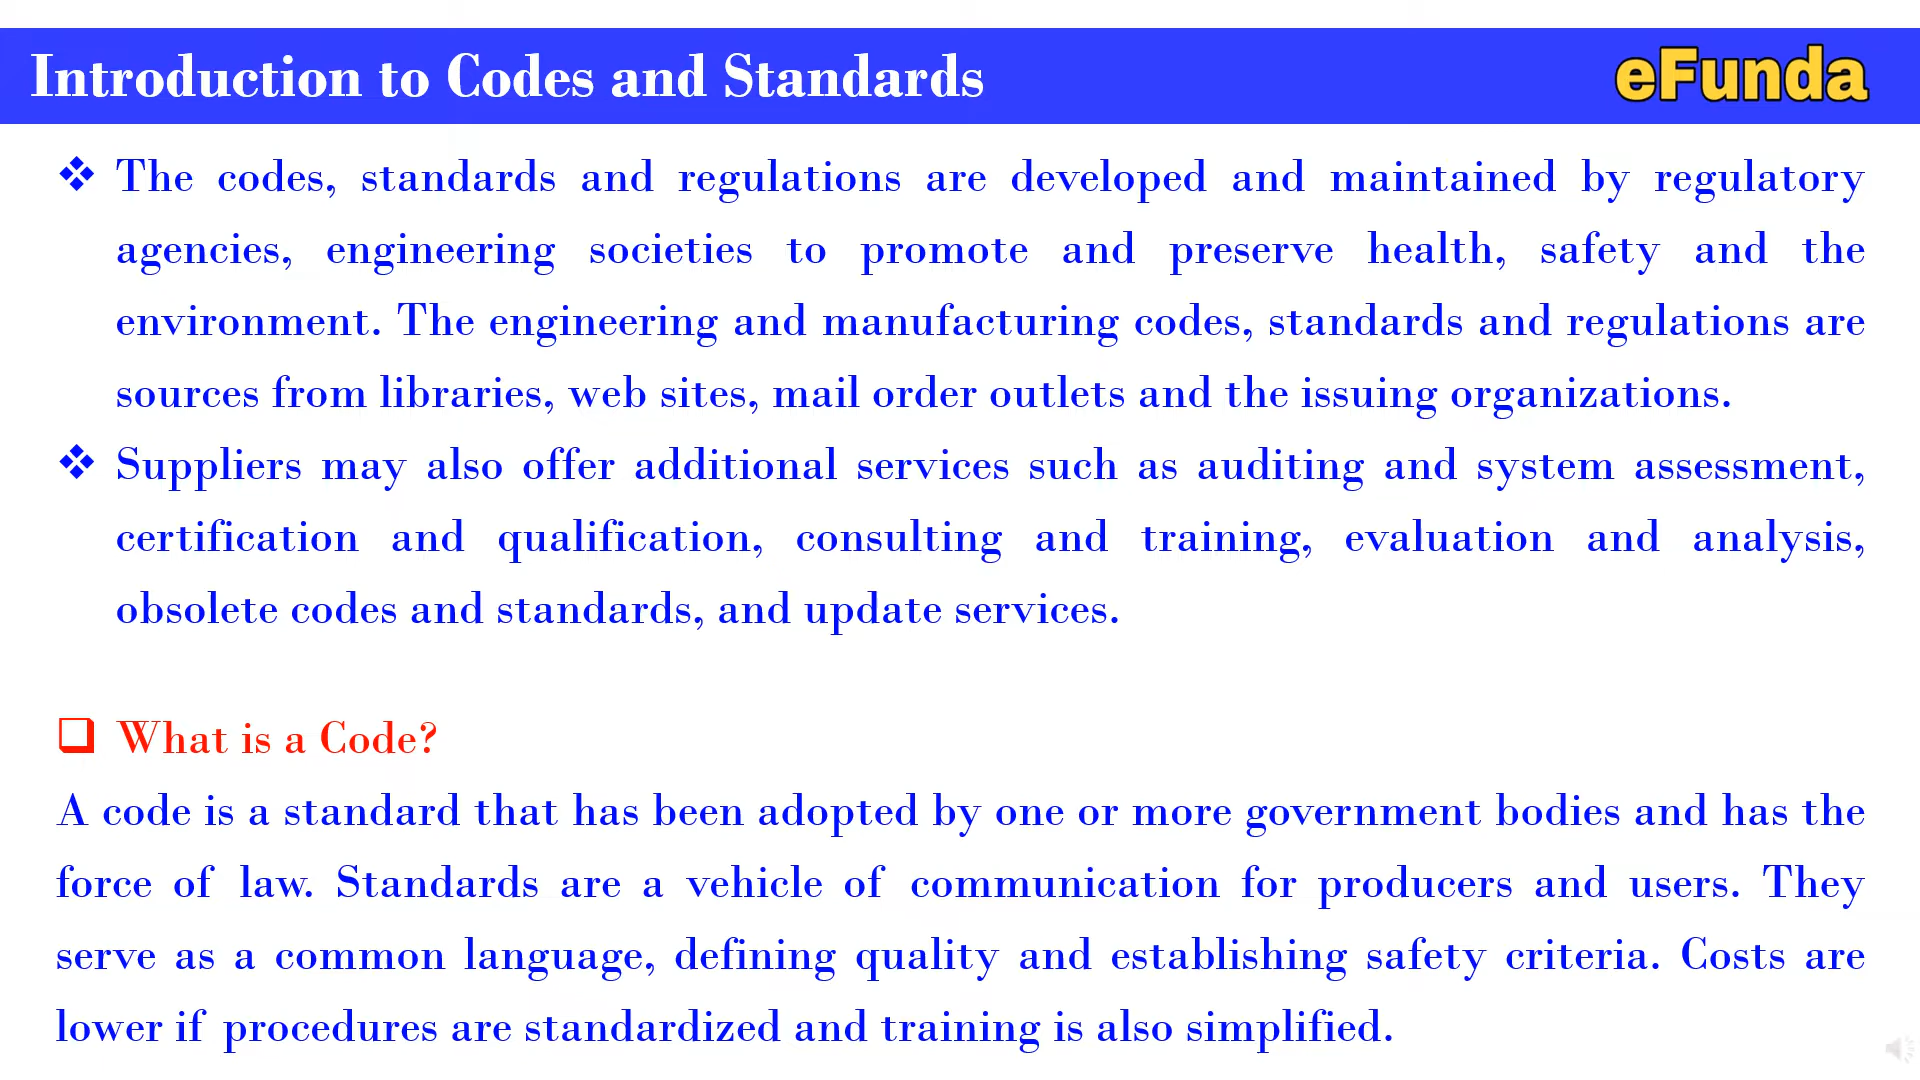 Introduction to Codes and Standards
eFunda
❖ The codes, standards and regulations are developed and maintained by regulatory
agencies, engineering societies to promote and preserve health, safety and the
environment. The engineering and manufacturing codes, standards and regulations are
sources from libraries, web sites, mail order outlets and the issuing organizations.
❖ Suppliers may also offer additional services such as auditing and system assessment,
certification and qualification, consulting and training, evaluation and analysis,
obsolete codes and standards, and update services.
❑ What is a Code?
A code is a standard that has been adopted by one or more government bodies and has the
force of law. Standards are a vehicle of communication for producers and users. They
serve as a common language, defining quality and establishing safety criteria. Costs are
lower if procedures are standardized and training is also simplified.